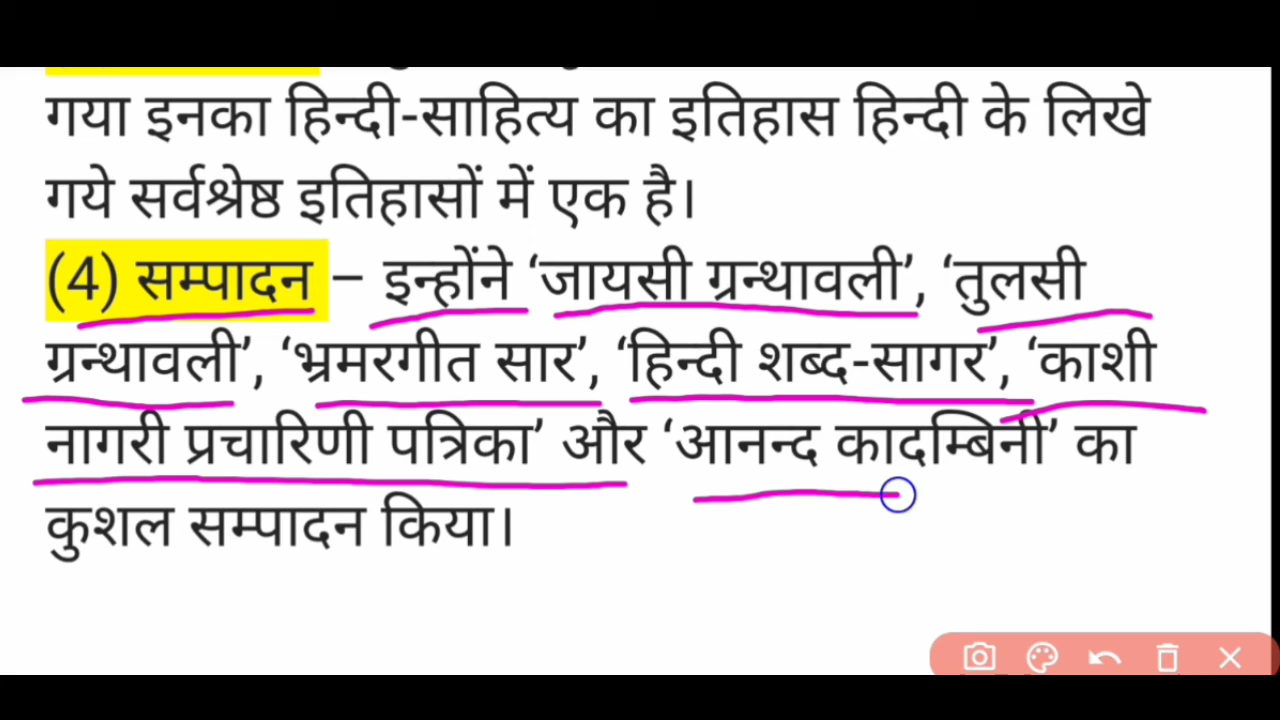 गया इनका हिन्दी-साहित्य का इतिहास हिन्दी के लिखे
गये सर्वश्रेष्ठ इतिहासों में एक है।
(4) सम्पादन – इन्होंने ‘जायसी ग्रन्थावली’, ‘तुलसी
ग्रन्थावली’, ‘भ्रमरगीत सार’, ‘हिन्दी शब्द-सागर’, ‘काशी
नागरी प्रचारिणी पत्रिका’ और ‘आनन्द कादम्बिनी’ का
कुशल सम्पादन किया।